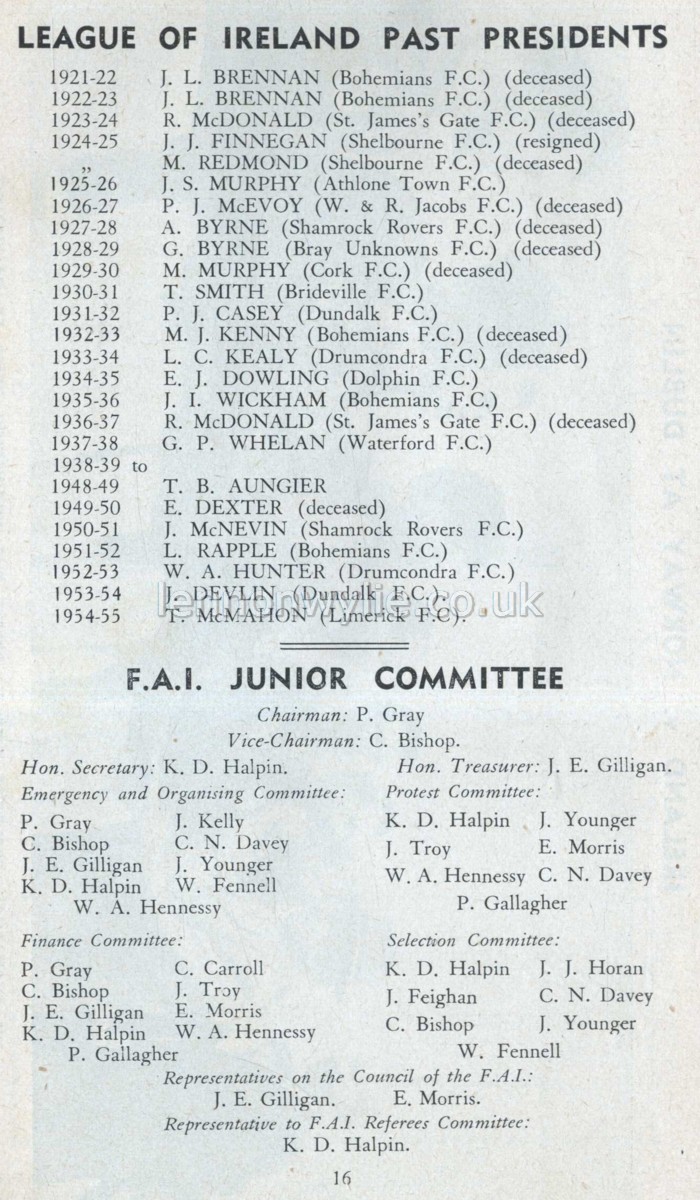 LEAGUE OF IRELAND PAST PRESIDENTS
1921-22 J. L. BRENNAN (Bohemians F.C.) (deceased)
1922-23 J. L. BRENNAN (Bohemians F.C.) (deceased)
1923-24 R. McDONALD (St. James's Gate F.C.) (deceased)
1924-25 J. J. FINNEGAN (Shelbourne F.C.) (resigned)
„ M. REDMOND (Shelbourne F.C.) (deceased)
1925-26 J. S. MURPHY (Athlone Town F.C.)
1926-27 P. J. McEVOY (W. & R. Jacobs F.C.) (deceased)
1927-28 A. BYRNE (Shamrock Rovers F.C.) (deceased)
1928-29 G. BYRNE (Bray Unknowns F.C.) (deceased)
1929-30 M. MURPHY (Cork F.C.) (deceased)
1930-31 T. SMITH (Brideville F.C.)
1931-32 P. J. CASEY (Dundalk F.C.)
1932-33 M. J. KENNY (Bohemians F.C.) (deceased)
1933-34 L. C. KEALY (Drumcondra F.C.) (deceased)
1934-35 E. J. DOWLING (Dolphin F.C.)
1935-36 J. I. WICKHAM (Bohemians F.C.)
1936-37 R. McDONALD (St. James's Gate F.C.) (deceased)
1937-38 G. P. WHELAN (Waterford F.C.)
1938-39 to
1948-49 T. B. AUNGIER
1949-50 E. DEXTER (deceased)
1950-51 J. McNEVIN (Shamrock Rovers F.C.)
1951-52 L. RAPPLE (Bohemians F.C.)
1952-53 W. A. HUNTER (Drumcondra F.C.)
1953-54 J. DEVLIN (Dundalk F.C.).
lennonwylie.co.uk
1954-55 T. McMAHON (Limerick F.C).
F.A.I. JUNIOR COMMITTEE
Chairman: P. Gray
Vice-Chairman: C. Bishop.
Hon. Secretary: K. D. Halpin. Hon. Treasurer: J. E. Gilligan.
Emergency and Organising Committee: Protest Committee:
P. Gray J. Kelly K. D. Halpin J. Younger
C. Bishop C. N. Davey J. Troy E. Morris
J. E. Gilligan J. Younger W. A. Hennessy C. N. Davey
K. D. Halpin W. Fennell P. Gallagher
W. A. Hennessy
Finance Committee: Selection Committee:
P. Gray C. Carroll K. D. Halpin J. J. Horan
C. Bishop J. Troy J. Feighan C. N. Davey
J. E. Gilligan E. Morris C. Bishop J. Younger
K. D. Halpin W. A. Hennessy W. Fennell
P. Gallagher
Representatives on the Council of the F.A.I.:
J. E. Gilligan. E. Morris.
Representative to F.A.I. Referees Committee:
K. D. Halpin.
16